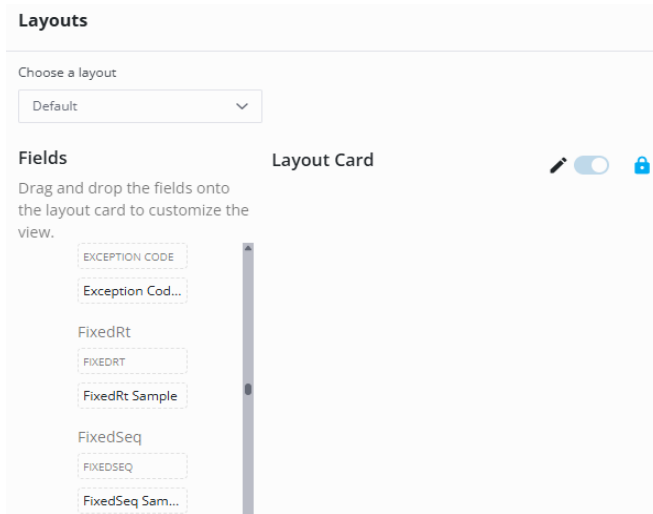 Layouts
Choose a layout
Default
Fields
Layout Card
Drag and drop the fields onto
the layout card to customize the
view.
EXCEPTION CODE
Exception Cod...
FixedRt
FIXEDRT
FixedRt Sample
FixedSeq
FIXEDSEQ
FixedSeq Sam...